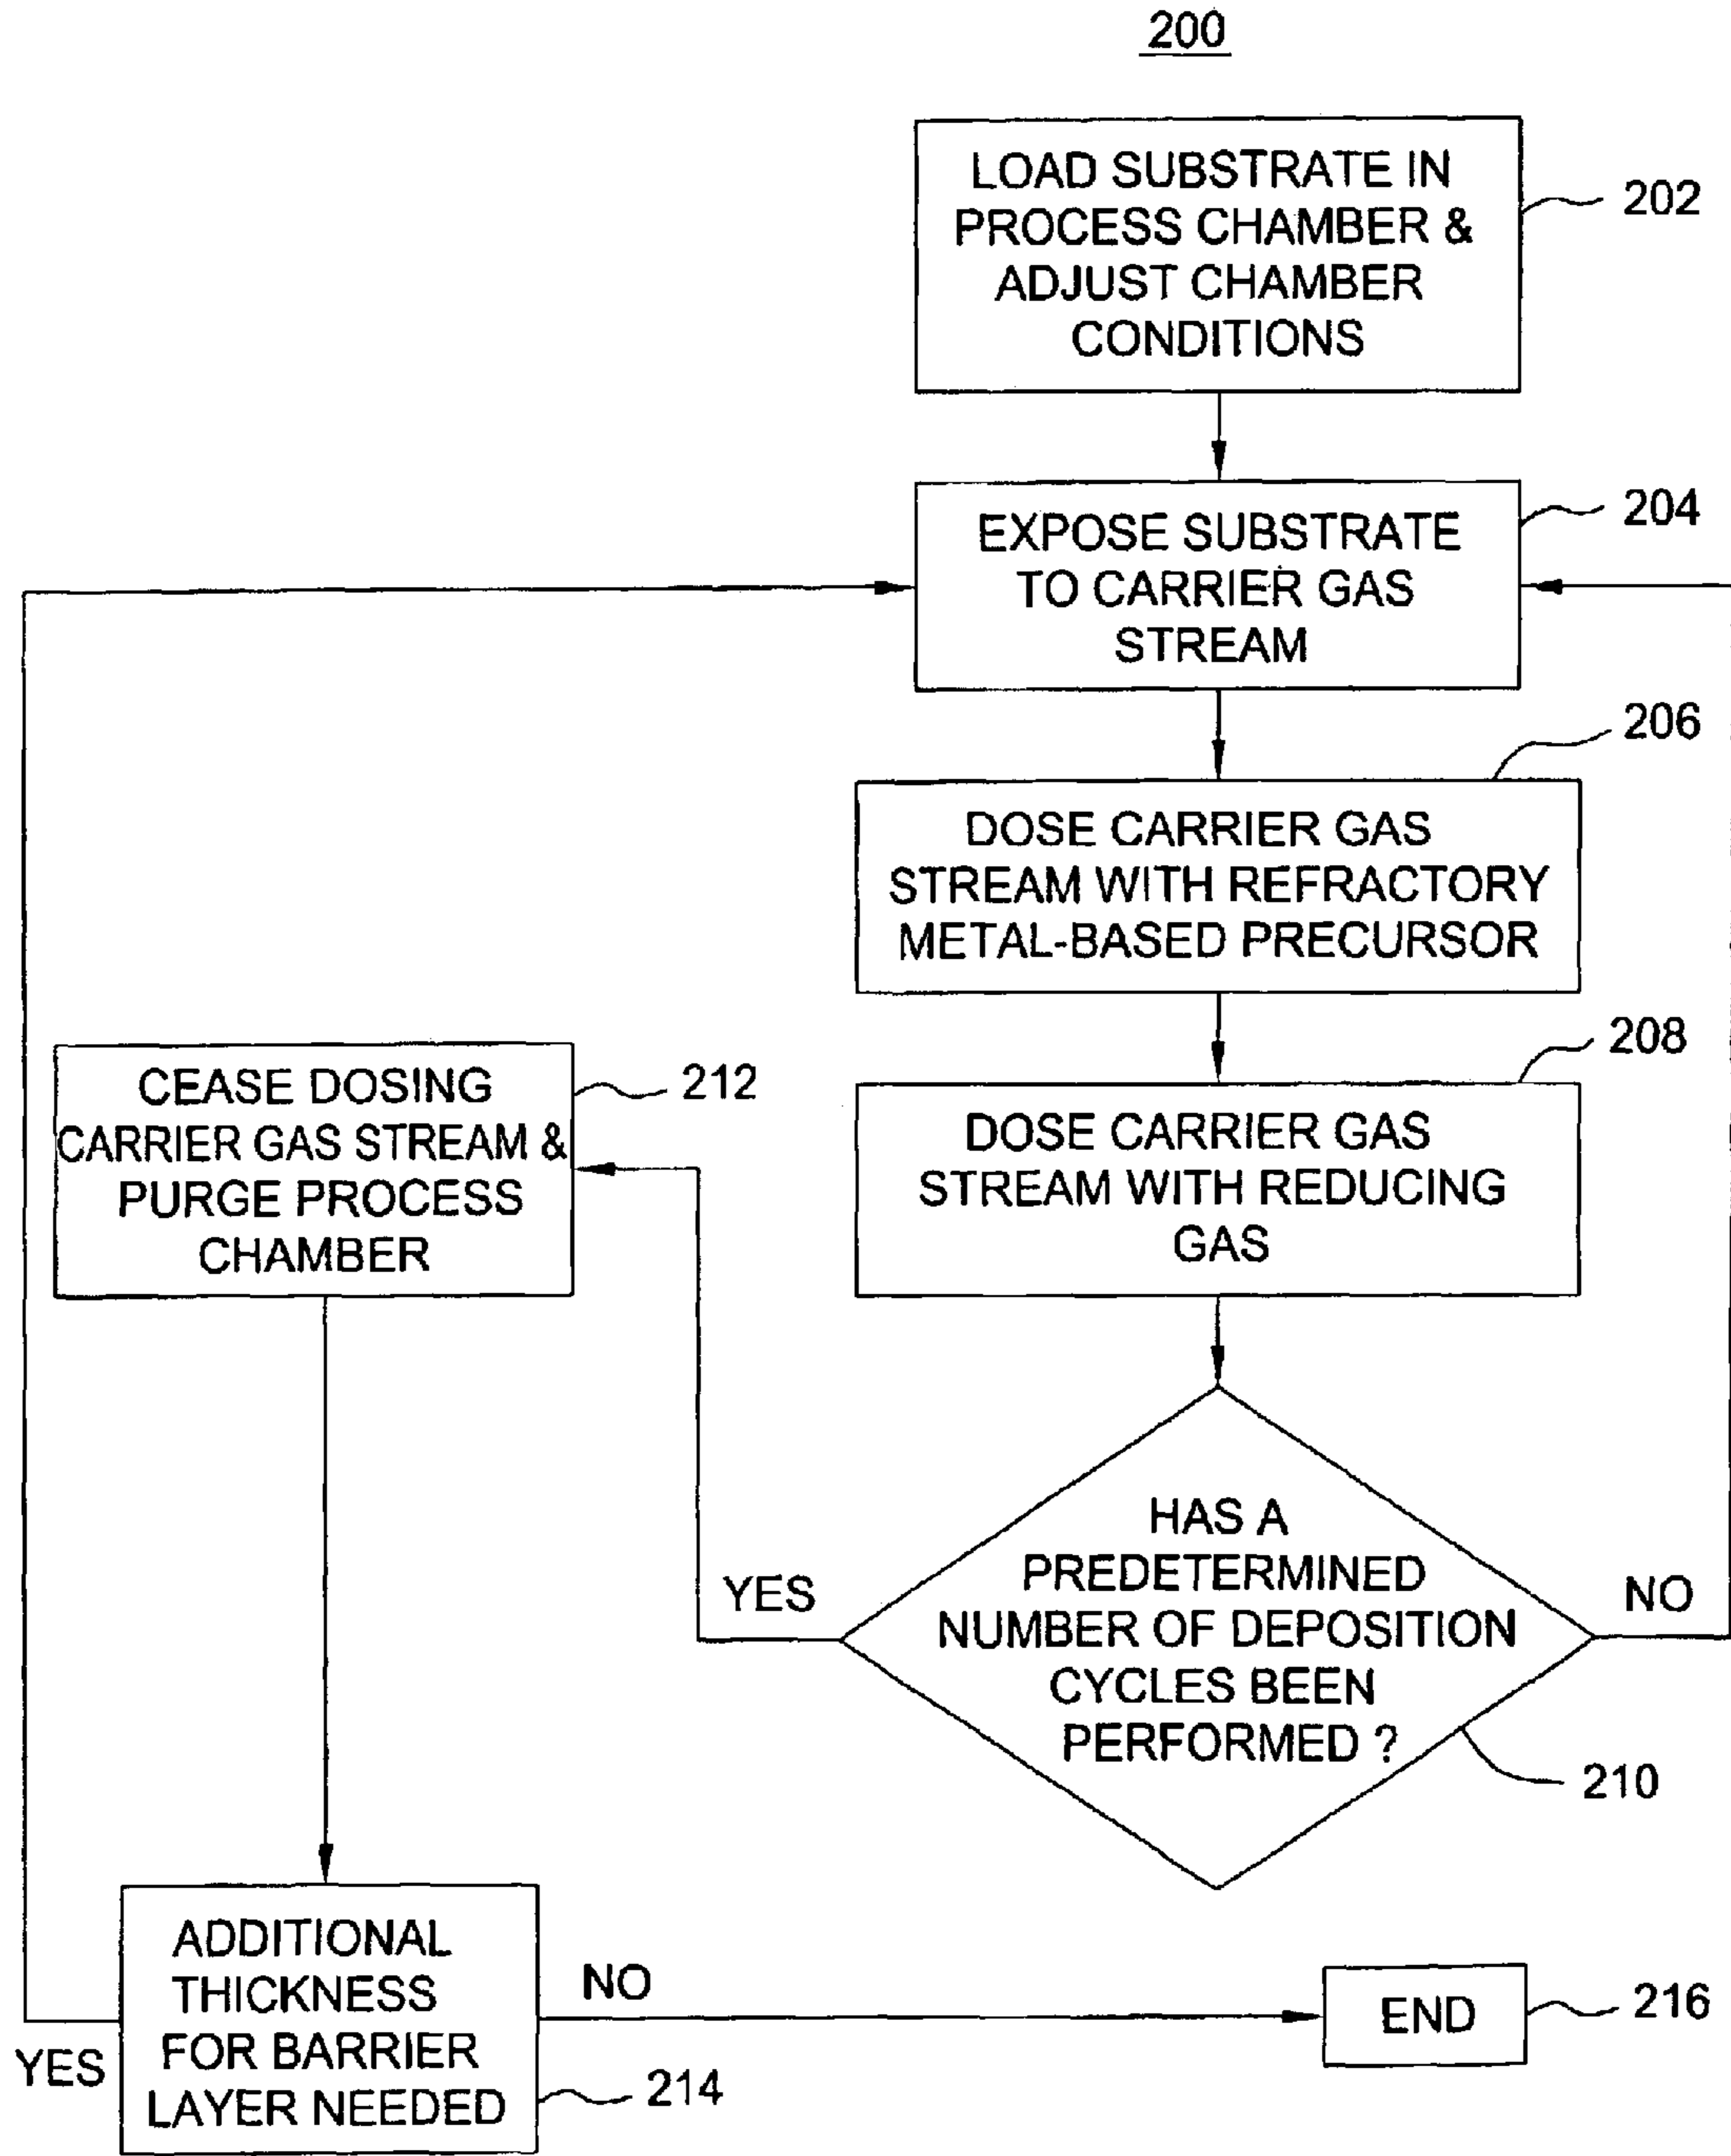 200
LOAD SUBSTRATE IN
PROCESS CHAMBER &
ADJUST CHAMBER
CONDITIONS
202
EXPOSE SUBSTRATE
TO CARRIER GAS
STREAM
204
206
DOSE CARRIER GAS
STREAM WITH REFRACTORY
METAL-BASED PRECURSOR
208
DOSE CARRIER GAS
STREAM WITH REDUCING
GAS
CEASE DOSING
CARRIER GAS STREAM &
PURGE PROCESS
CHAMBER
212
HAS A
PREDETERMINED
NUMBER OF DEPOSITION
CYCLES BEEN
PERFORMED ?
YES
NO
210
ADDITIONAL
THICKNESS
FOR BARRIER
LAYER NEEDED
YES
NO
214
END
216